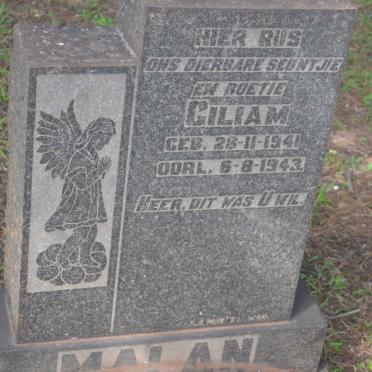 HIER RUS
ONS DIERBARE SEUNTJIE
EN BOETIE
GILIAM
GEB. 28-11-1941
OORL. 6-8-1943.
HEER, DIT WAS U WIL.
MALAN